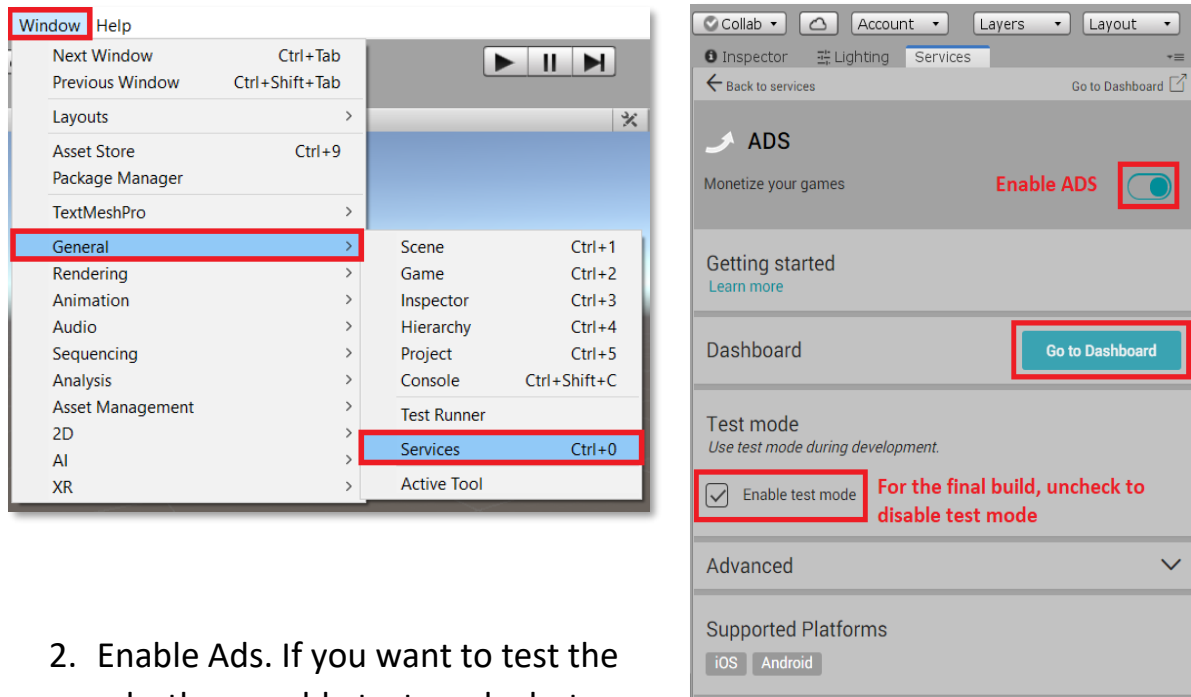 Window Help
Next Window Ctrl+Tab
Previous Window Ctrl+Shift+Tab
Layouts >
Asset Store Ctrl+9
Package Manager
TextMeshPro >
General >
Rendering >
Animation >
Audio >
Sequencing >
Analysis >
Asset Management >
2D >
AI >
XR >
Scene Ctrl+1
Game Ctrl+2
Inspector Ctrl+3
Hierarchy Ctrl+4
Project Ctrl+5
Console Ctrl+Shift+C
Test Runner
Services Ctrl+0
Active Tool
2. Enable Ads. If you want to test the
Collab Account Layers Layout
Inspector Lighting Services
Back to services Go to Dashboard
ADS
Monetize your games Enable ADS
Getting started
Learn more
Dashboard Go to Dashboard
Test mode
Use test mode during development.
Enable test mode For the final build, uncheck to
disable test mode
Advanced
Supported Platforms
iOS Android